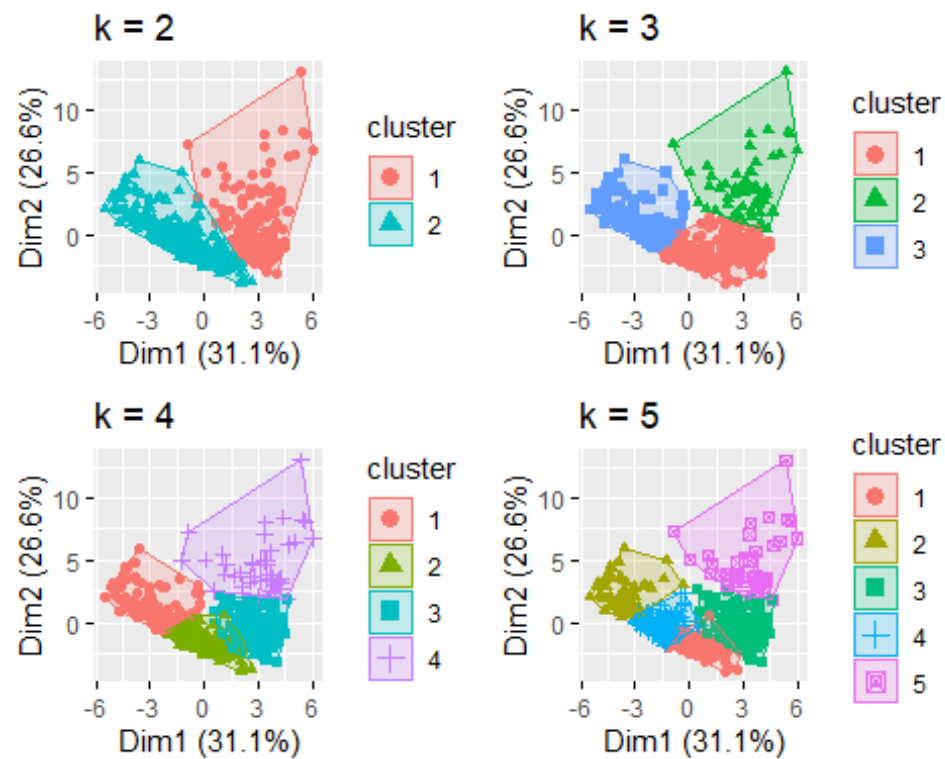 k = 2
10
5
0
-6 -3 0 3 6
Dim1 (31.1%)
Dim2 (26.6%)
cluster
1
2
k = 3
10
5
0
-6 -3 0 3 6
Dim1 (31.1%)
Dim2 (26.6%)
cluster
1
2
3
k = 4
10
5
0
-6 -3 0 3 6
Dim1 (31.1%)
Dim2 (26.6%)
cluster
1
2
3
4
k = 5
10
5
0
-6 -3 0 3 6
Dim1 (31.1%)
Dim2 (26.6%)
cluster
1
2
3
4
5